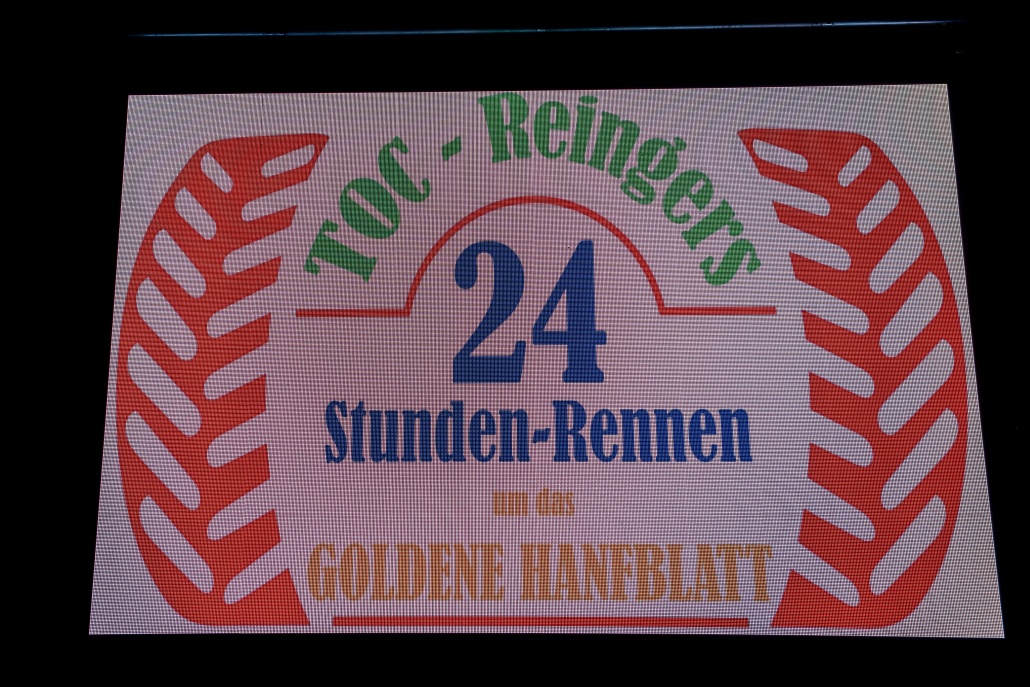 TOC - Reingers
24
Stunden-Rennen
um das
GOLDENE HANFBLATT